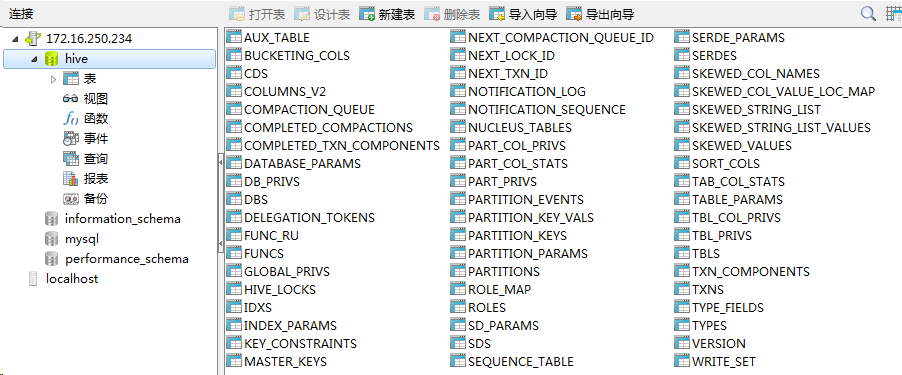 连接
打开表 设计表 新建表 删除表 导入向导 导出向导
172.16.250.234
hive
表
视图
f() 函数
事件
查询
报表
备份
information_schema
mysql
performance_schema
localhost
AUX_TABLE
BUCKETING_COLS
CDS
COLUMNS_V2
COMPACTION_QUEUE
COMPLETED_COMPACTIONS
COMPLETED_TXN_COMPONENTS
DATABASE_PARAMS
DB_PRIVS
DBS
DELEGATION_TOKENS
FUNC_RU
FUNCS
GLOBAL_PRIVS
HIVE_LOCKS
IDXS
INDEX_PARAMS
KEY_CONSTRAINTS
MASTER_KEYS
NEXT_COMPACTION_QUEUE_ID
NEXT_LOCK_ID
NEXT_TXN_ID
NOTIFICATION_LOG
NOTIFICATION_SEQUENCE
NUCLEUS_TABLES
PART_COL_PRIVS
PART_COL_STATS
PART_PRIVS
PARTITION_EVENTS
PARTITION_KEY_VALS
PARTITION_KEYS
PARTITION_PARAMS
PARTITIONS
ROLE_MAP
ROLES
SD_PARAMS
SDS
SEQUENCE_TABLE
SERDE_PARAMS
SERDES
SKEWED_COL_NAMES
SKEWED_COL_VALUE_LOC_MAP
SKEWED_STRING_LIST
SKEWED_STRING_LIST_VALUES
SKEWED_VALUES
SORT_COLS
TAB_COL_STATS
TABLE_PARAMS
TBL_COL_PRIVS
TBL_PRIVS
TBLS
TXN_COMPONENTS
TXNS
TYPE_FIELDS
TYPES
VERSION
WRITE_SET